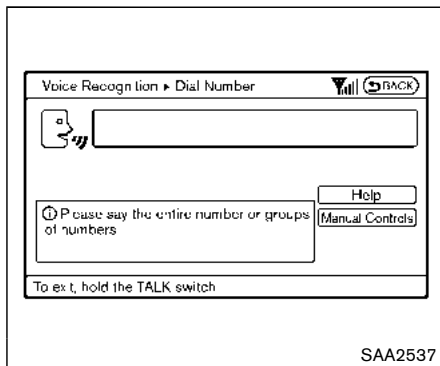 Voice Recognition ▸ Dial Number BACK
Help
ⓘ Please say the entire number or groups
of numbers
Manual Controls
To exit, hold the TALK switch
SAA2537